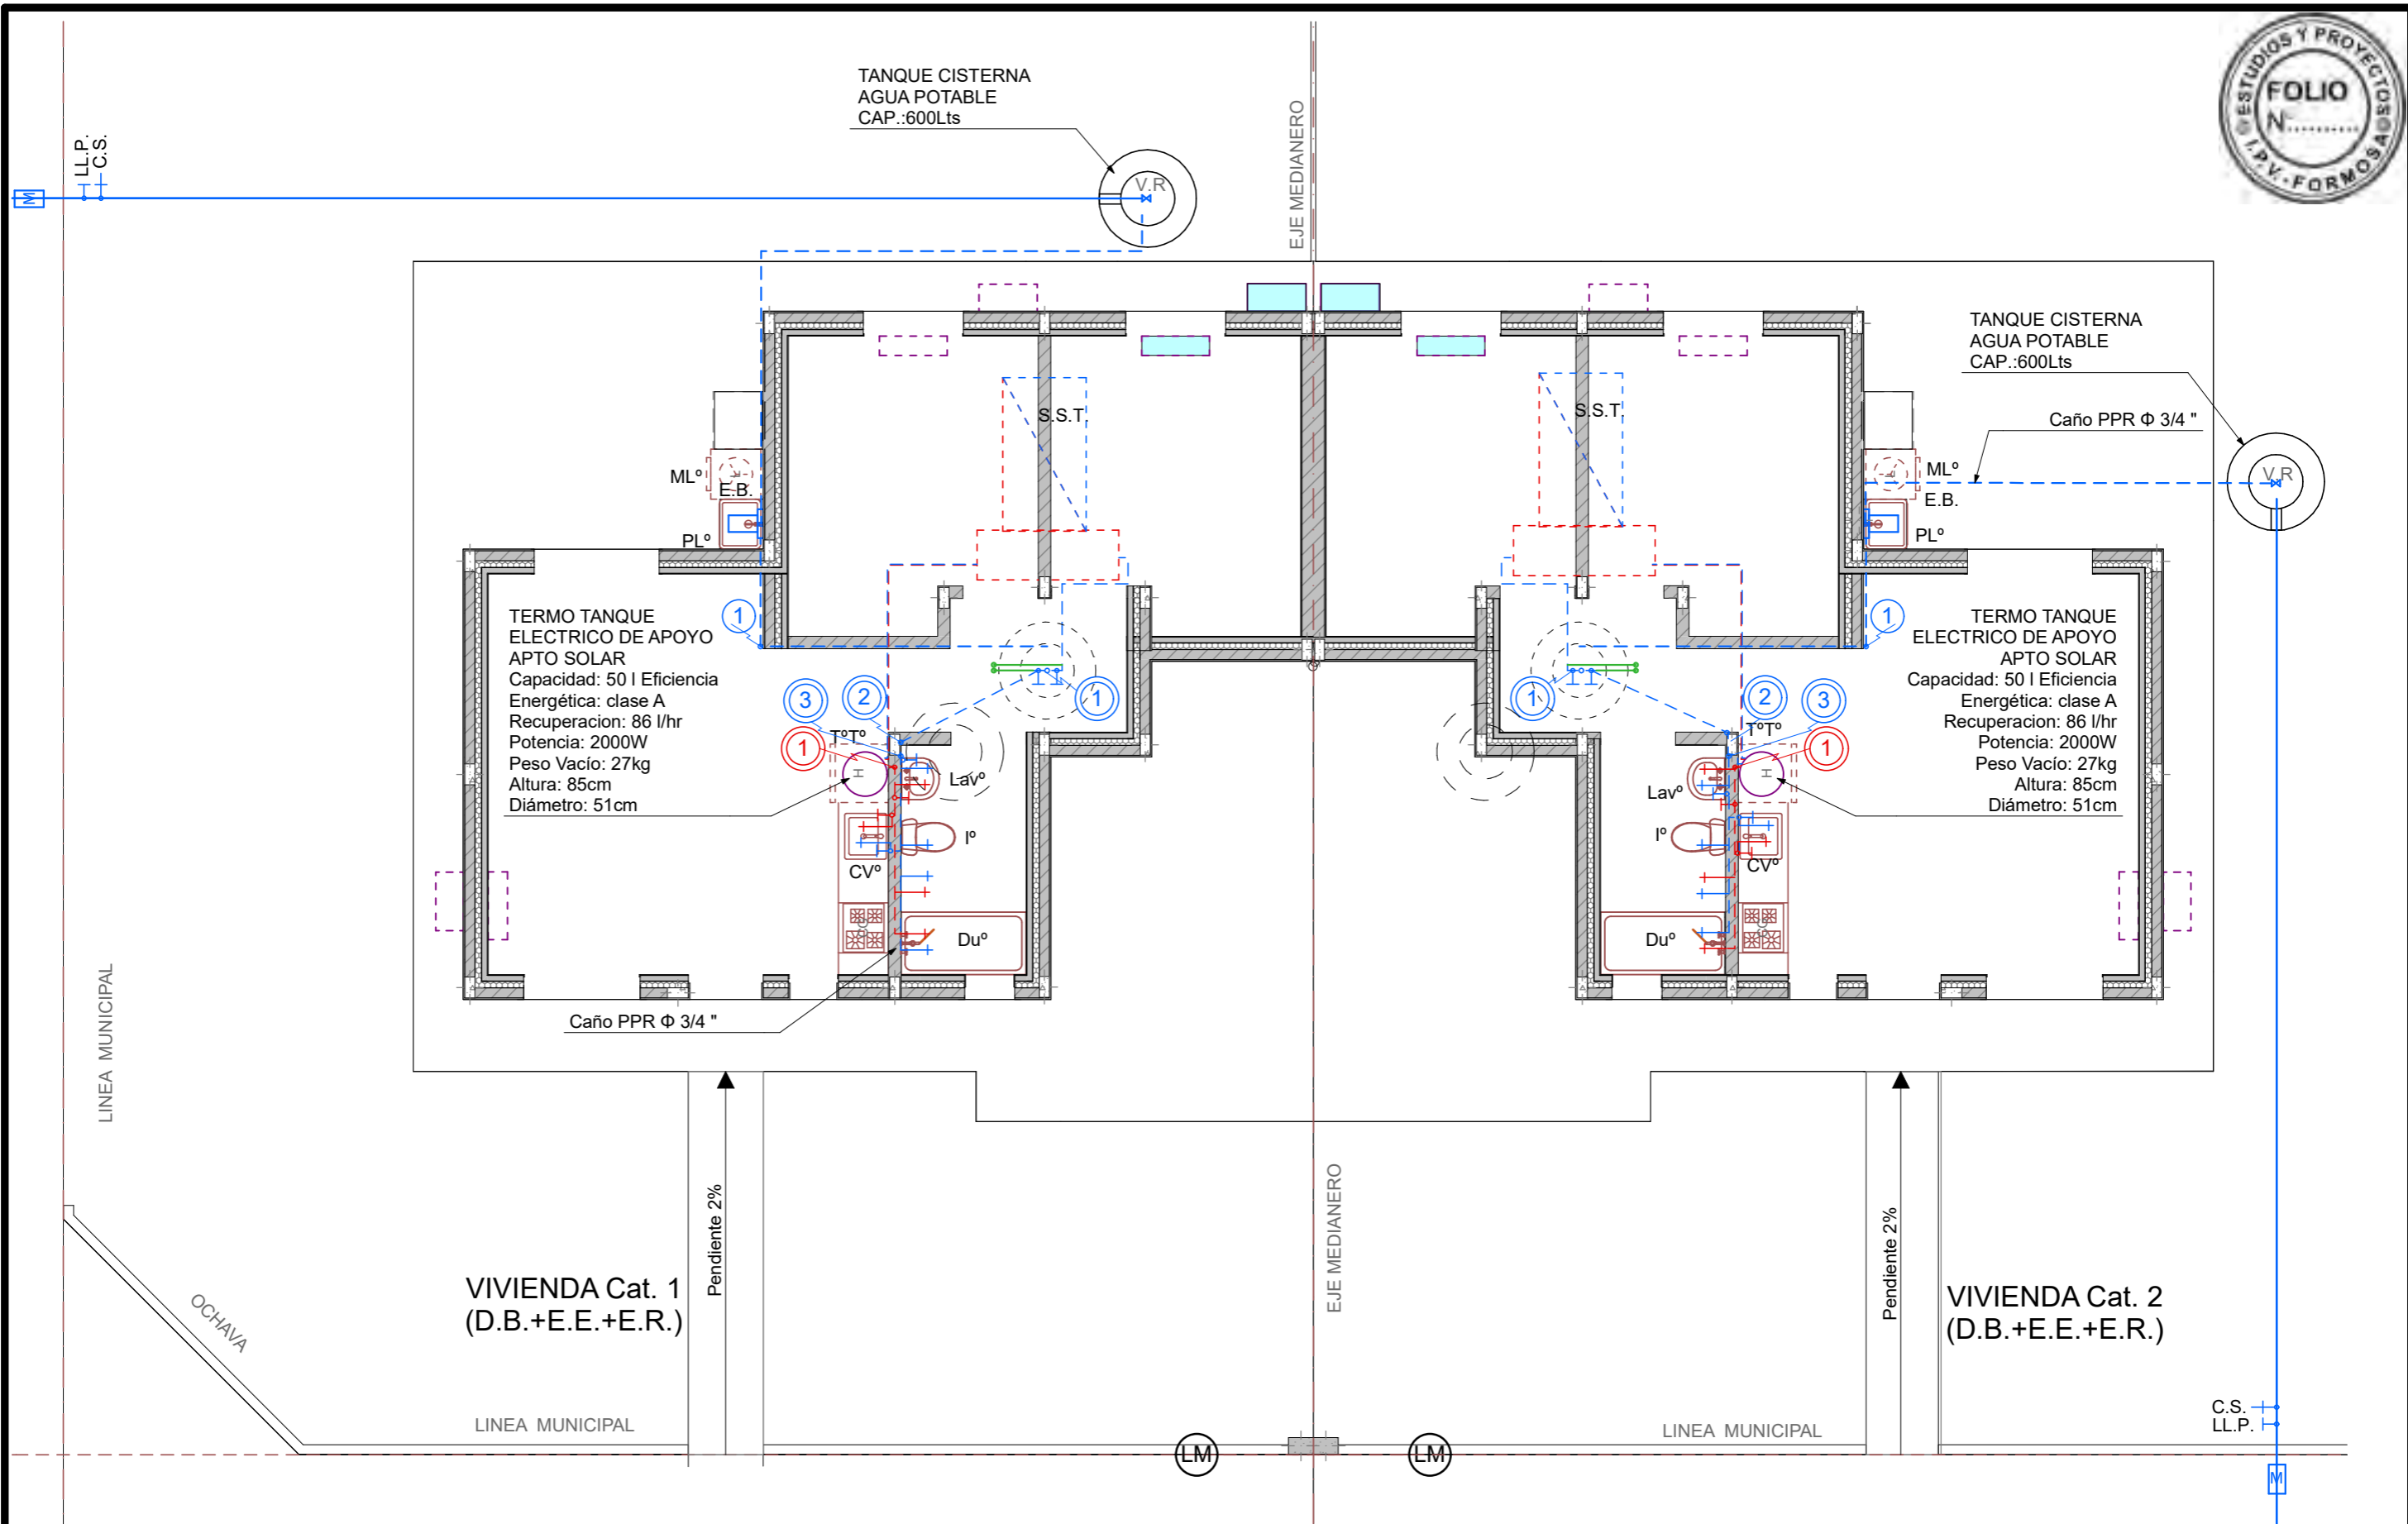 ESTUDIOS Y PROYECTOS
FOLIO
N..........
I.P.V.-FORMOSA
TANQUE CISTERNA
AGUA POTABLE
CAP.:600Lts
V.R
EJE MEDIANERO
LL.P.
C.S.
M
TANQUE CISTERNA
AGUA POTABLE
CAP.:600Lts
Caño PPR Φ 3/4 "
V.R
S.S.T.
S.S.T.
MLº
E.B.
PLº
MLº
E.B.
PLº
TERMO TANQUE
ELECTRICO DE APOYO
APTO SOLAR
Capacidad: 50 l Eficiencia
Energética: clase A
Recuperacion: 86 l/hr
Potencia: 2000W
Peso Vacío: 27kg
Altura: 85cm
Diámetro: 51cm
1
3
2
1
1
TºTº
H
Lavº
Iº
CVº
Duº
Caño PPR Φ 3/4 "
TERMO TANQUE
ELECTRICO DE APOYO
APTO SOLAR
Capacidad: 50 l Eficiencia
Energética: clase A
Recuperacion: 86 l/hr
Potencia: 2000W
Peso Vacío: 27kg
Altura: 85cm
Diámetro: 51cm
1
1
2
3
1
TºTº
H
Lavº
Iº
CVº
Duº
LINEA MUNICIPAL
OCHAVA
VIVIENDA Cat. 1
(D.B.+E.E.+E.R.)
Pendiente 2%
EJE MEDIANERO
Pendiente 2%
VIVIENDA Cat. 2
(D.B.+E.E.+E.R.)
LINEA MUNICIPAL
LM
LM
LINEA MUNICIPAL
C.S.
LL.P.
M